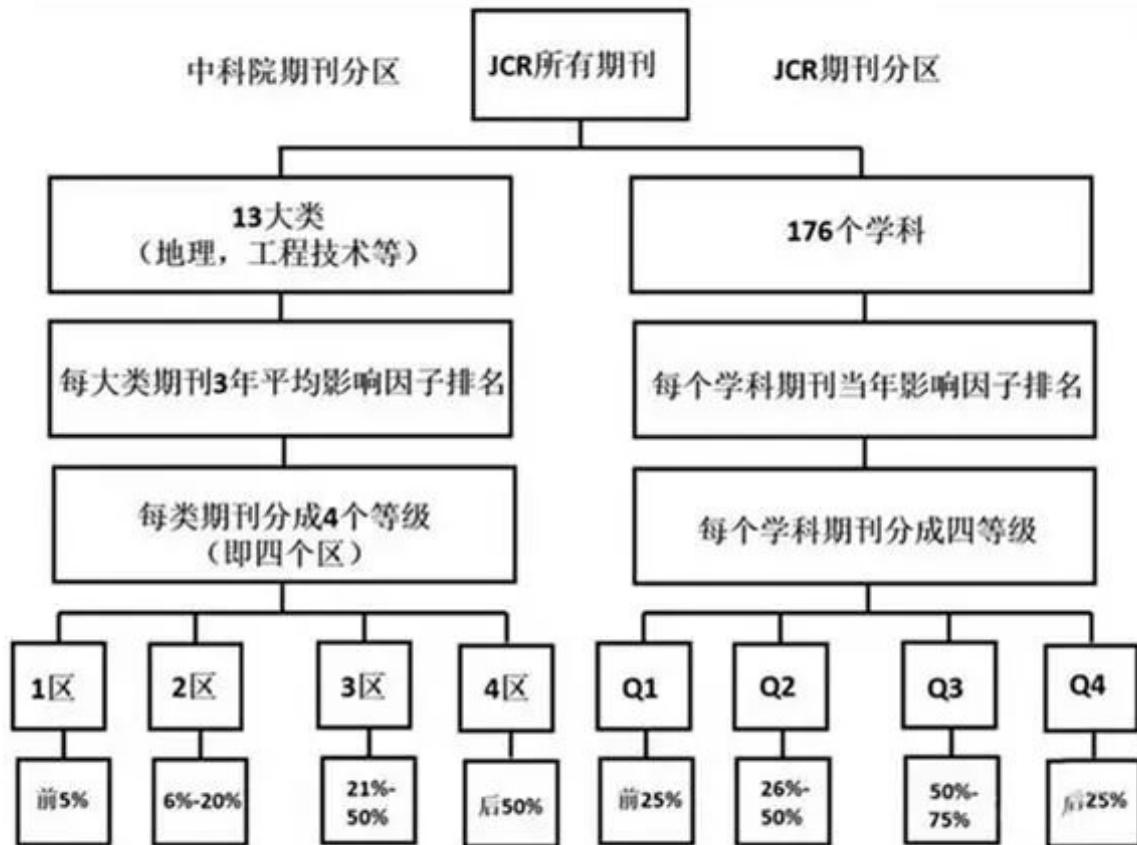 中科院期刊分区
JCR所有期刊
JCR期刊分区
13大类
（地理，工程技术等）
176个学科
每大类期刊3年平均影响因子排名
每个学科期刊当年影响因子排名
每类期刊分成4个等级
（即四个区）
每个学科期刊分成四等级
1区
2区
3区
4区
Q1
Q2
Q3
Q4
前5%
6%-20%
21%-
50%
后50%
前25%
26%-
50%
50%-
75%
后25%